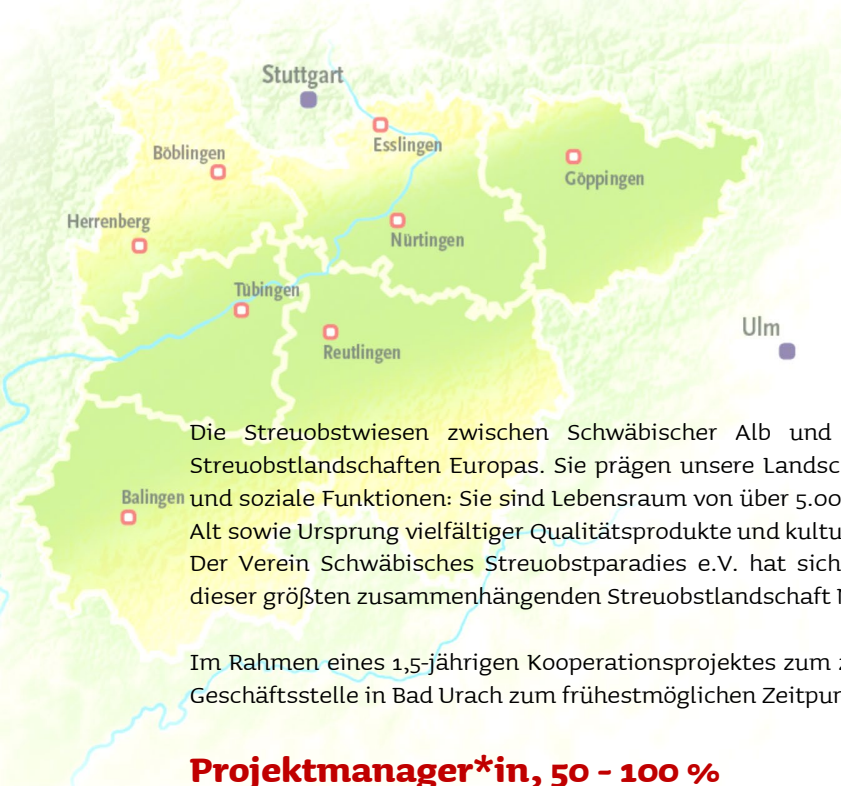 Stuttgart
Esslingen
Böblingen
Göppingen
Herrenberg
Nürtingen
Tübingen
Ulm
Reutlingen
Balingen
Die Streuobstwiesen zwischen Schwäbischer Alb und
Streuobstlandschaften Europas. Sie prägen unsere Landsc
und soziale Funktionen: Sie sind Lebensraum von über 5.00
Alt sowie Ursprung vielfältiger Qualitätsprodukte und kultu
Der Verein Schwäbisches Streuobstparadies e.V. hat sich
dieser größten zusammenhängenden Streuobstlandschaft
Im Rahmen eines 1,5-jährigen Kooperationsprojektes zum
Geschäftsstelle in Bad Urach zum frühestmöglichen Zeitpu
Projektmanager*in, 50 - 100 %